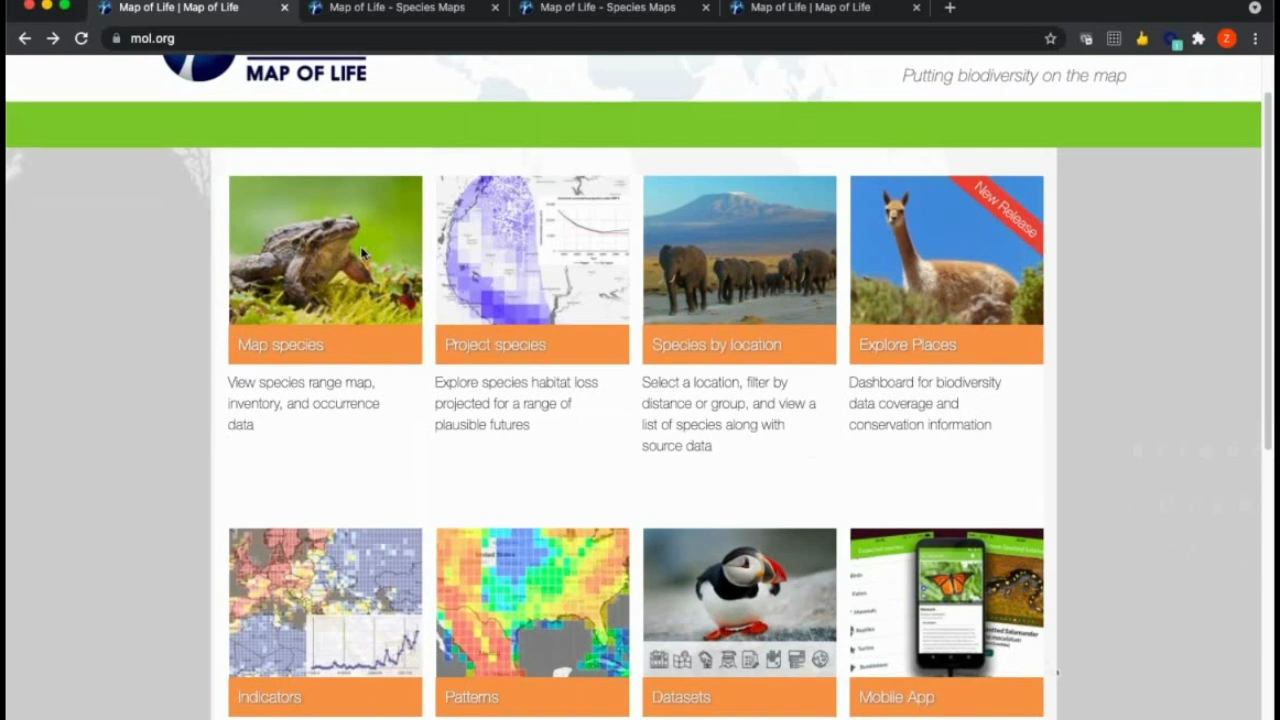 Map of Life | Map of Life
Map of Life - Species Maps
Map of Life - Species Maps
Map of Life | Map of Life
mol.org
Z
MAP OF LIFE
Putting biodiversity on the map
New Release
Map species
Project species
Species by location
Explore Places
View species range map,
inventory, and occurrence
data
Explore species habitat loss
projected for a range of
plausible futures
Select a location, filter by
distance or group, and view a
list of species along with
source data
Dashboard for biodiversity
data coverage and
conservation information
United States
Indicators
Patterns
Datasets
Mobile App